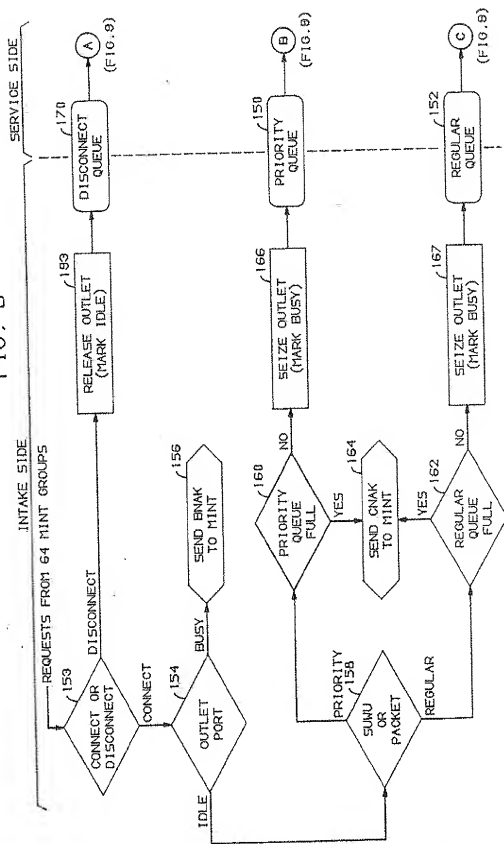 FIG. 8
INTAKE SIDE
SERVICE SIDE
REQUESTS FROM 64 MINT GROUPS
153
CONNECT OR
DISCONNECT
DISCONNECT
193
RELEASE OUTLET
(MARK IDLE)
170
DISCONNECT
QUEUE
A
(FIG.9)
CONNECT
154
OUTLET
PORT
BUSY
156
SEND BNAK
TO MINT
IDLE
158
SUWU
OR
PACKET
PRIORITY
REGULAR
160
PRIORITY
QUEUE
FULL
NO
YES
166
SEIZE OUTLET
(MARK BUSY)
150
PRIORITY
QUEUE
B
(FIG.9)
164
SEND CNAK
TO MINT
162
REGULAR
QUEUE
FULL
YES
NO
167
SEIZE OUTLET
(MARK BUSY)
152
REGULAR
QUEUE
C
(FIG.9)